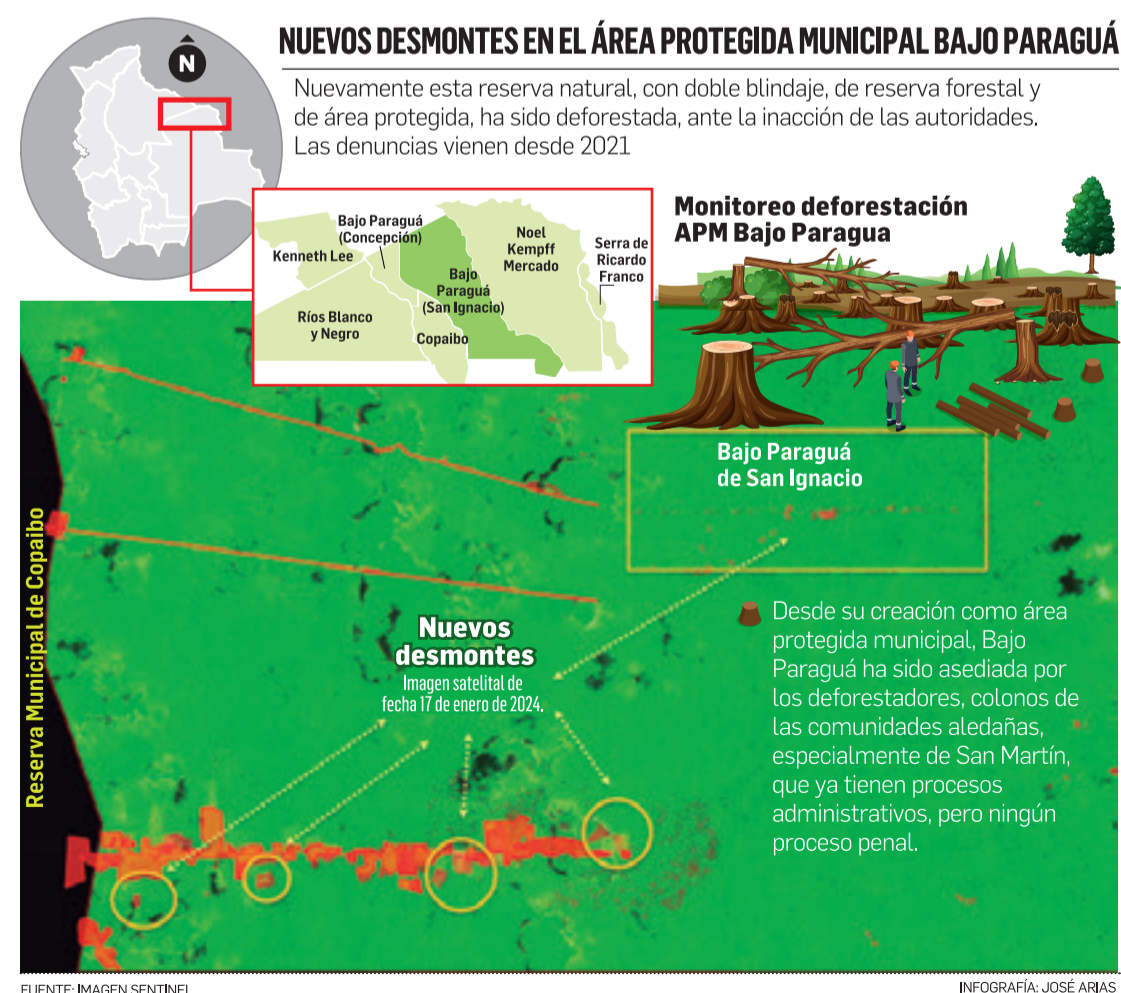 NUEVOS DESMONTES EN EL ÁREA PROTEGIDA MUNICIPAL BAJO PARAGUÁ
Nuevamente esta reserva natural, con doble blindaje, de reserva forestal y
de área protegida, ha sido deforestada, ante la inacción de las autoridades.
Las denuncias vienen desde 2021
N
Kenneth Lee
Bajo Paraguá
(Concepción)
Ríos Blanco
y Negro
Bajo
Paraguá
(San Ignacio)
Copaibo
Noel
Kempff
Mercado
Serra de
Ricardo
Franco
Monitoreo deforestación
APM Bajo Paragua
Bajo Paraguá
de San Ignacio
Reserva Municipal de Copaibo
Nuevos
desmontes
Imagen satelital de
fecha 17 de enero de 2024.
Desde su creación como área
protegida municipal, Bajo
Paraguá ha sido asediada por
los deforestadores, colonos de
las comunidades aledañas,
especialmente de San Martín,
que ya tienen procesos
administrativos, pero ningún
proceso penal.
FUENTE: IMAGEN SENTINEL
INFOGRAFÍA: JOSÉ ARIAS